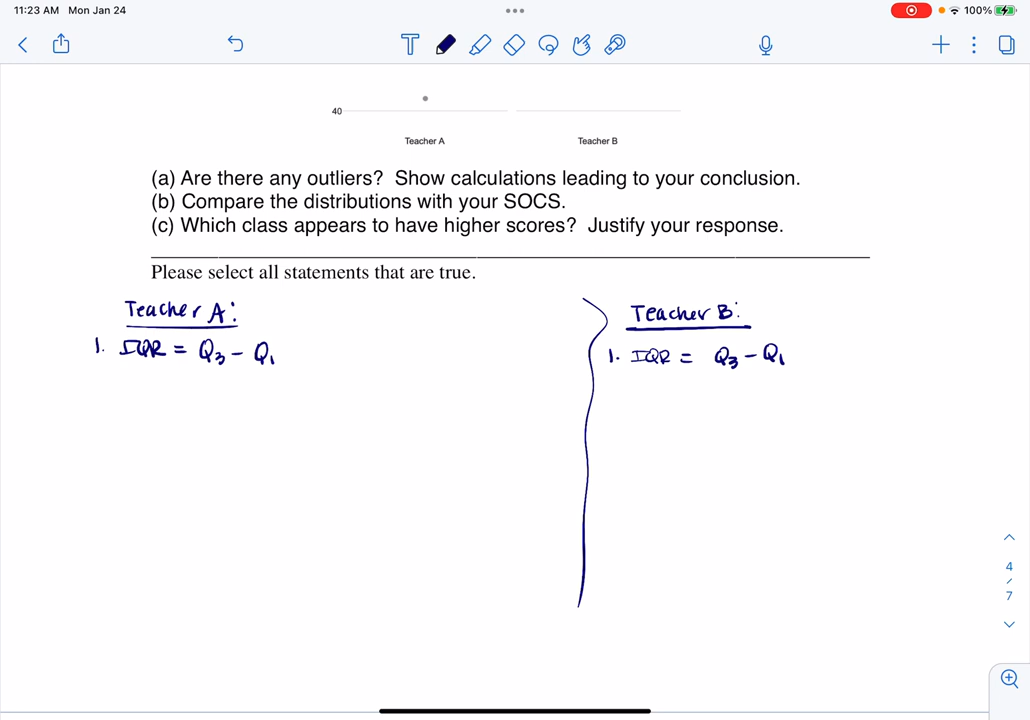 11:23 AM Mon Jan 24
100%
40
Teacher A Teacher B
(a) Are there any outliers? Show calculations leading to your conclusion.
(b) Compare the distributions with your SOCS.
(c) Which class appears to have higher scores? Justify your response.
Please select all statements that are true.
Teacher A:
1. IQR = Q3 - Q1
Teacher B:
1. IQR = Q3 - Q1
4
/
7